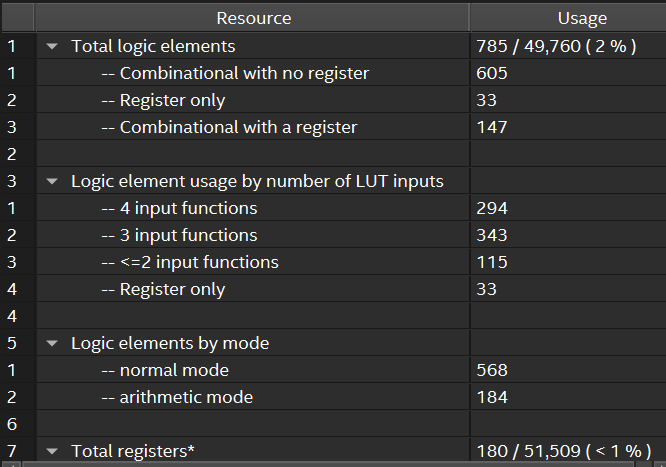 Resource Usage
1 Total logic elements 785 / 49,760 ( 2 % )
1 -- Combinational with no register 605
2 -- Register only 33
3 -- Combinational with a register 147
2
3 Logic element usage by number of LUT inputs
1 -- 4 input functions 294
2 -- 3 input functions 343
3 -- <=2 input functions 115
4 -- Register only 33
4
5 Logic elements by mode
1 -- normal mode 568
2 -- arithmetic mode 184
6
7 Total registers* 180 / 51,509 ( < 1 % )